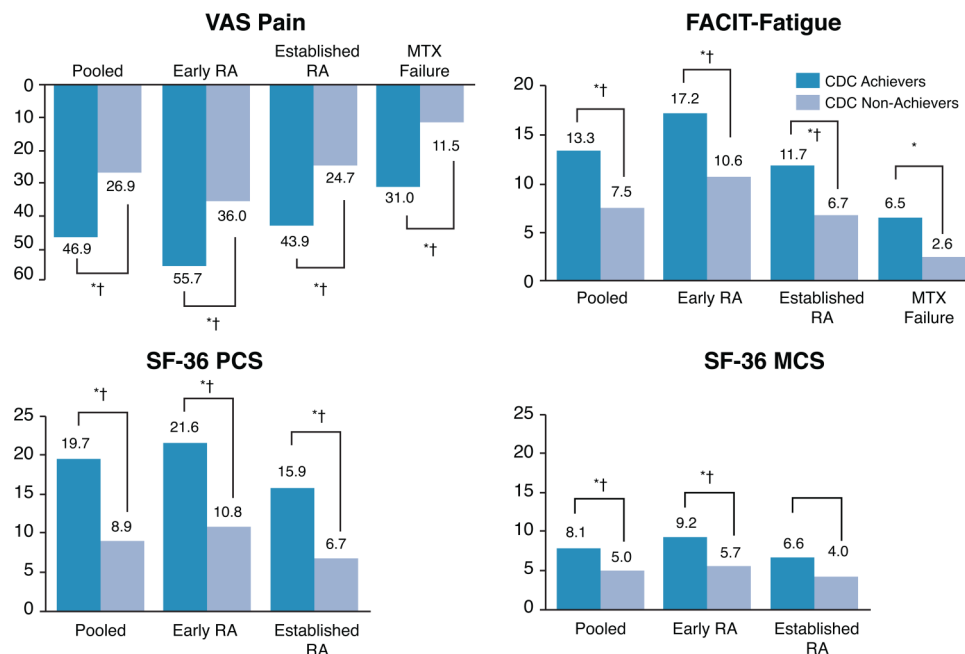 VAS Pain
Pooled Early RA Established RA MTX Failure
0
10
20
30
40
50
60
46.9 26.9 55.7 36.0 43.9 24.7 31.0 11.5
*† *† *† *†
FACIT-Fatigue
CDC Achievers
CDC Non-Achievers
20
15
10
5
0
*† *† *† *
13.3 7.5 17.2 10.6 11.7 6.7 6.5 2.6
Pooled Early RA Established RA MTX Failure
SF-36 PCS
25
20
15
10
5
0
*† *† *†
19.7 8.9 21.6 10.8 15.9 6.7
Pooled Early RA Established RA
SF-36 MCS
25
20
15
10
5
0
*† *†
8.1 5.0 9.2 5.7 6.6 4.0
Pooled Early RA Established RA